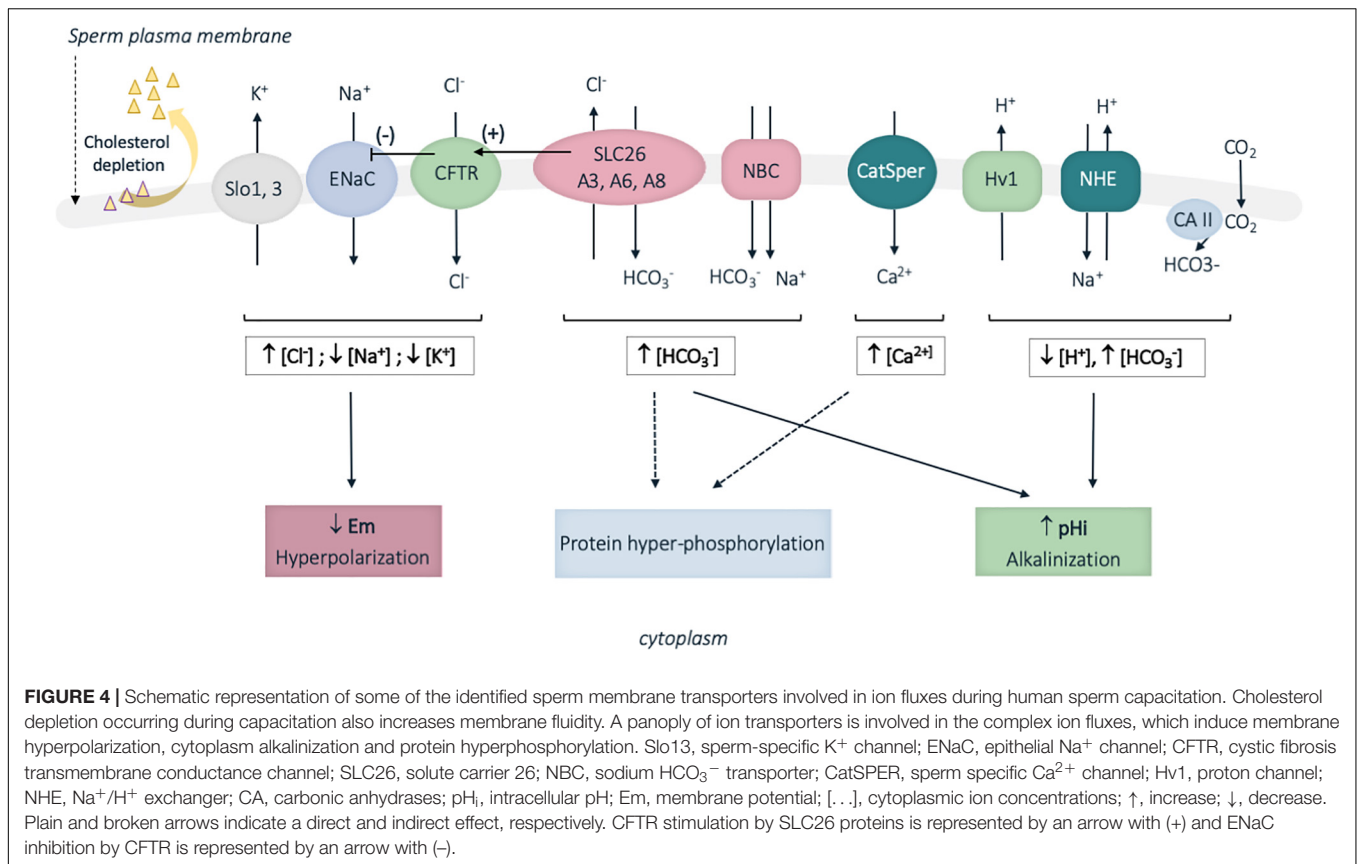 Sperm plasma membrane
Cholesterol
depletion
K⁺
Slo1, 3
Na⁺
(-)
ENaC
Cl⁻
(+)
CFTR
Cl⁻
Cl⁻
SLC26
A3, A6, A8
HCO₃⁻
NBC
HCO₃⁻ Na⁺
CatSper
Ca²⁺
H⁺
Hv1
H⁺
NHE
Na⁺
CO₂
CA II
CO₂
HCO3-
↑ [Cl⁻] ; ↓ [Na⁺] ; ↓ [K⁺]
↑ [HCO₃⁻]
↑ [Ca²⁺]
↓ [H⁺], ↑ [HCO₃⁻]
↓ Em
Hyperpolarization
Protein hyper-phosphorylation
↑ pHi
Alkalinization
cytoplasm
FIGURE 4 | Schematic representation of some of the identified sperm membrane transporters involved in ion fluxes during human sperm capacitation. Cholesterol
depletion occurring during capacitation also increases membrane fluidity. A panoply of ion transporters is involved in the complex ion fluxes, which induce membrane
hyperpolarization, cytoplasm alkalinization and protein hyperphosphorylation. Slo13, sperm-specific K⁺ channel; ENaC, epithelial Na⁺ channel; CFTR, cystic fibrosis
transmembrane conductance channel; SLC26, solute carrier 26; NBC, sodium HCO₃⁻ transporter; CatSPER, sperm specific Ca²⁺ channel; Hv1, proton channel;
NHE, Na⁺/H⁺ exchanger; CA, carbonic anhydrases; pHᵢ, intracellular pH; Em, membrane potential; [. . .], cytoplasmic ion concentrations; ↑, increase; ↓, decrease.
Plain and broken arrows indicate a direct and indirect effect, respectively. CFTR stimulation by SLC26 proteins is represented by an arrow with (+) and ENaC
inhibition by CFTR is represented by an arrow with (–).